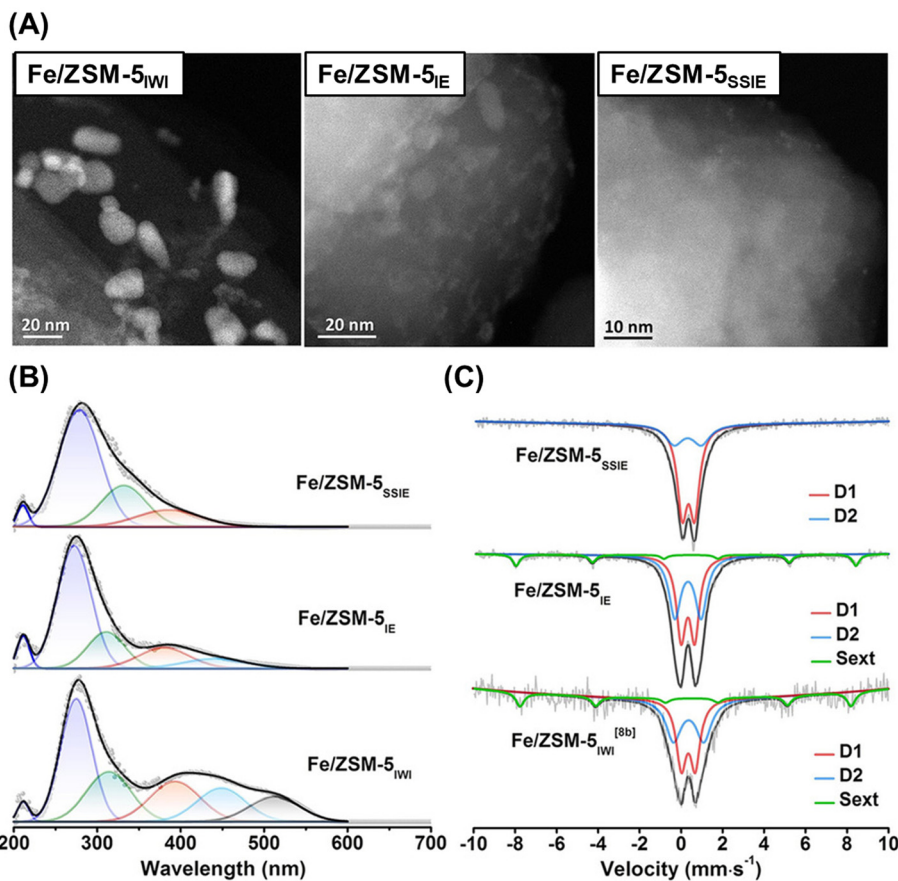 (A)
Fe/ZSM-5IWI
Fe/ZSM-5IE
Fe/ZSM-5SSIE
20 nm
20 nm
10 nm
(B)
(C)
Fe/ZSM-5SSIE
Fe/ZSM-5IE
Fe/ZSM-5IWI
200 300 400 500 600 700
Wavelength (nm)
Fe/ZSM-5SSIE
D1
D2
Fe/ZSM-5IE
D1
D2
Sext
Fe/ZSM-5IWI[8b]
D1
D2
Sext
-10 -8 -6 -4 -2 0 2 4 6 8 10
Velocity (mm·s-1)